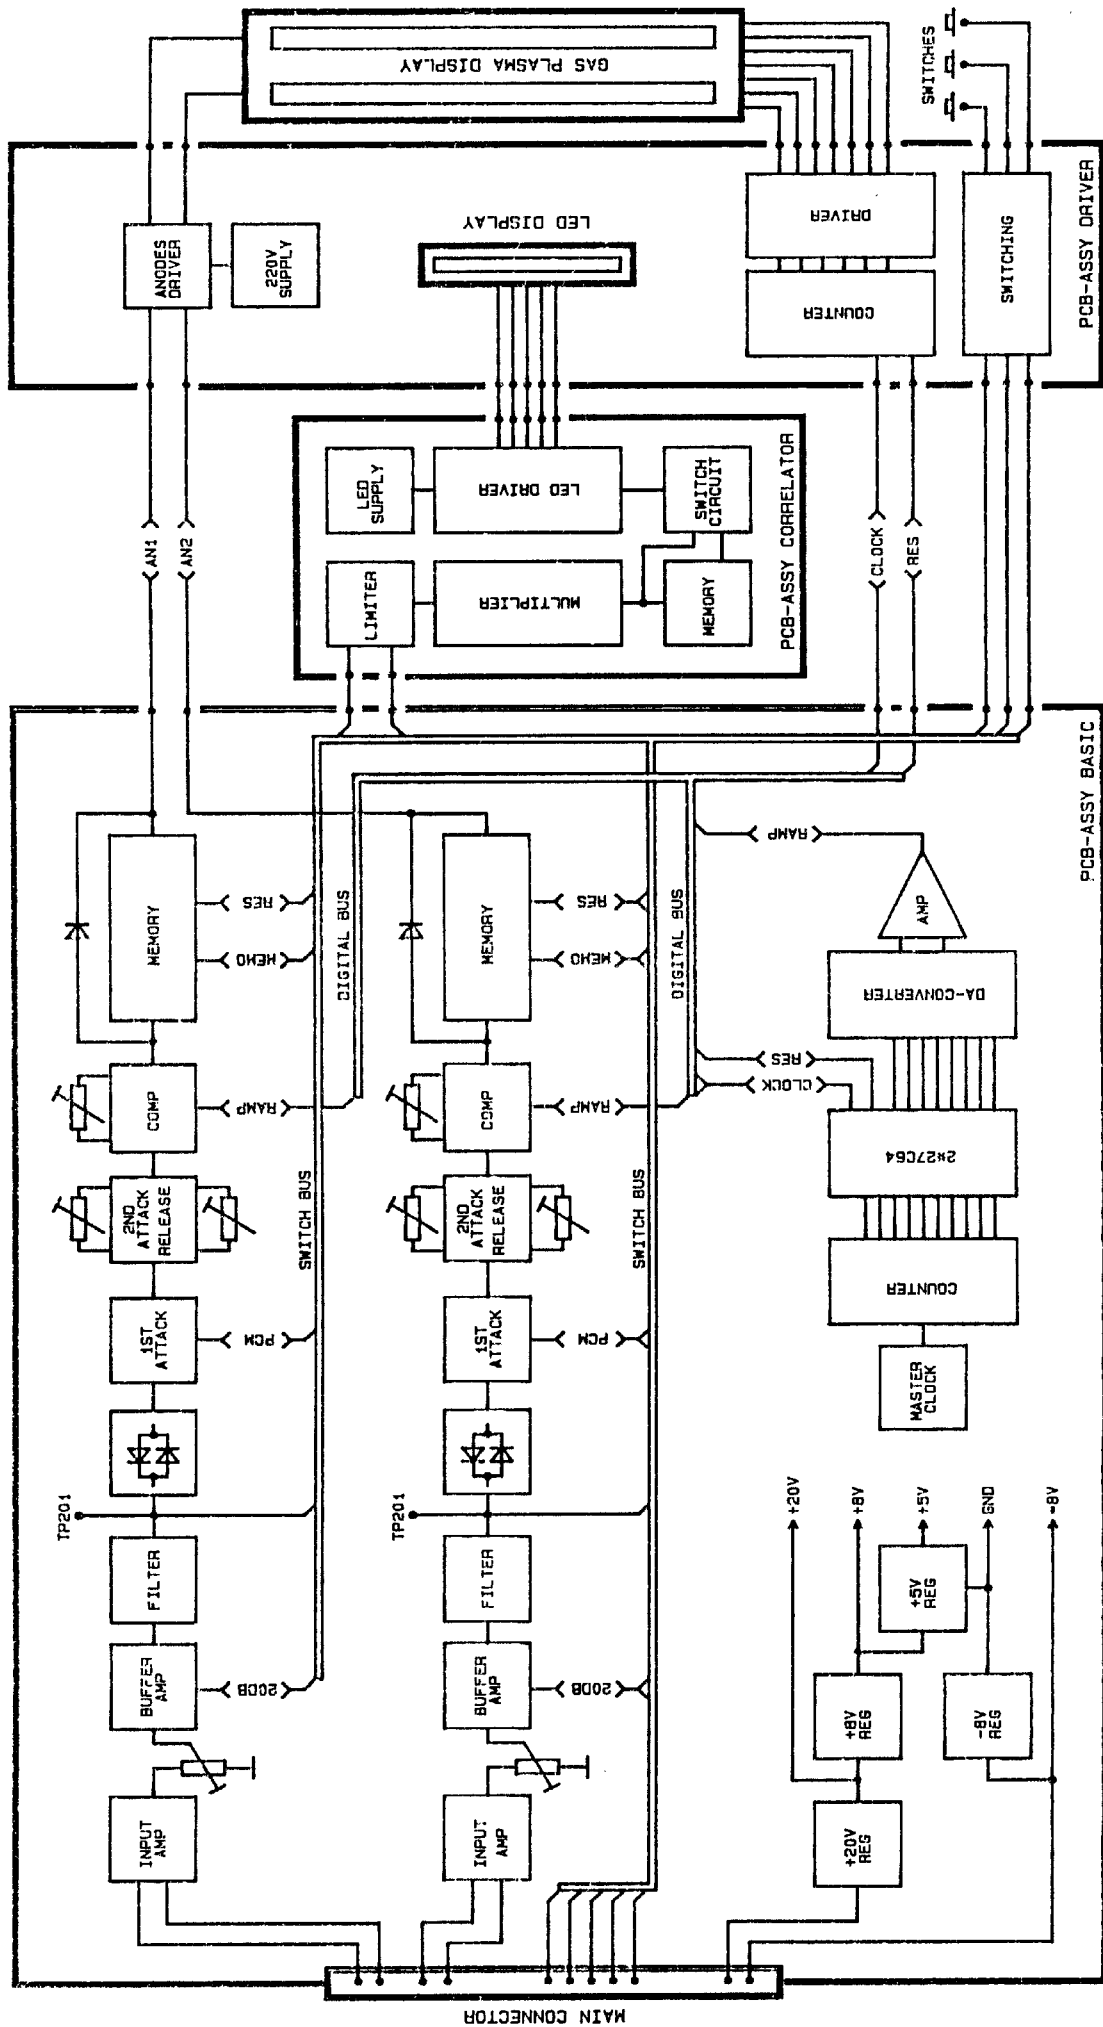 MAIN CONNECTOR
INPUT
AMP
BUFFER
AMP
20DB
FILTER
TP201
1ST
ATTACK
PCM
2ND
ATTACK
RELEASE
COMP
RAMP
MEMORY
MEMO
RES
SWITCH BUS
DIGITAL BUS
INPUT
AMP
BUFFER
AMP
20DB
FILTER
TP201
1ST
ATTACK
PCM
2ND
ATTACK
RELEASE
COMP
RAMP
MEMORY
MEMO
RES
SWITCH BUS
DIGITAL BUS
+20V
REG
+8V
REG
+5V
REG
-8V
REG
+20V
+8V
+5V
GND
-8V
MASTER
CLOCK
COUNTER
2*27C64
CLOCK
RES
DA-CONVERTER
AMP
RAMP
PCB-ASSY BASIC
AN1
AN2
LIMITER
MULTIPLIER
MEMORY
LED
SUPPLY
LED DRIVER
SWITCH
CIRCUIT
PCB-ASSY CORRELATOR
CLOCK
RES
ANODES
DRIVER
220V
SUPPLY
LED DISPLAY
COUNTER
DRIVER
SWITCHING
PCB-ASSY DRIVER
GAS PLASMA DISPLAY
SWITCHES